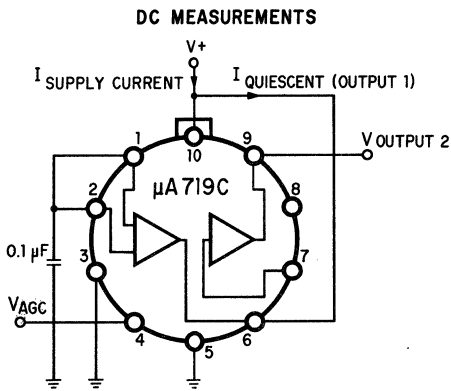 DC MEASUREMENTS
V+
I SUPPLY CURRENT
I QUIESCENT (OUTPUT 1)
1
10
9
V OUTPUT 2
μA719C
2
8
0.1 μF
3
7
VAGC
4
5
6